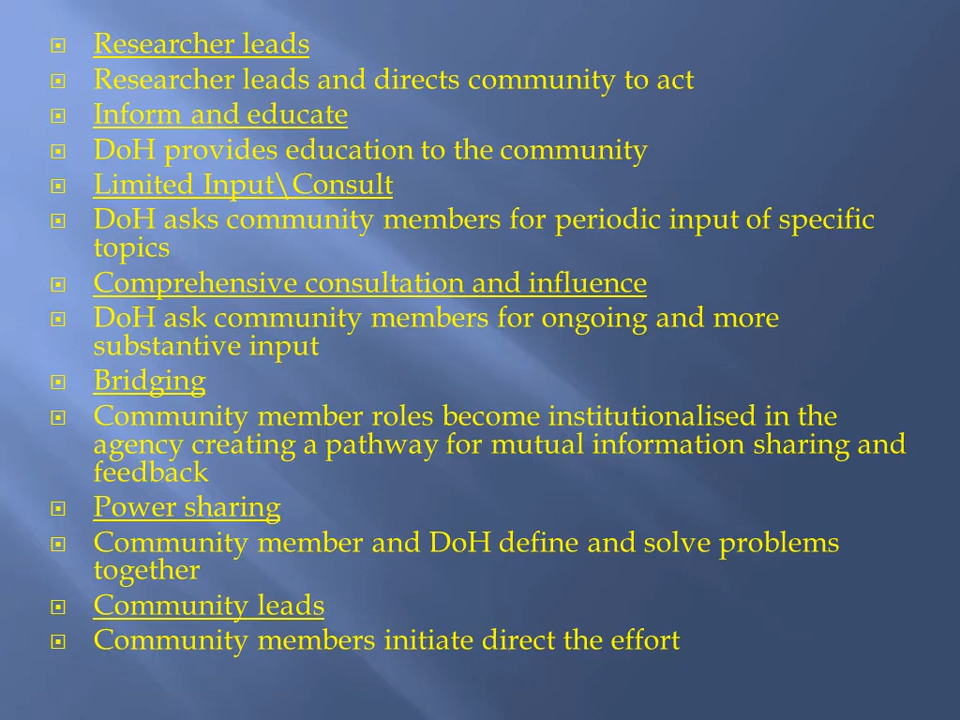 Researcher leads
Researcher leads and directs community to act
Inform and educate
DoH provides education to the community
Limited Input\Consult
DoH asks community members for periodic input of specific
topics
Comprehensive consultation and influence
DoH ask community members for ongoing and more
substantive input
Bridging
Community member roles become institutionalised in the
agency creating a pathway for mutual information sharing and
feedback
Power sharing
Community member and DoH define and solve problems
together
Community leads
Community members initiate direct the effort